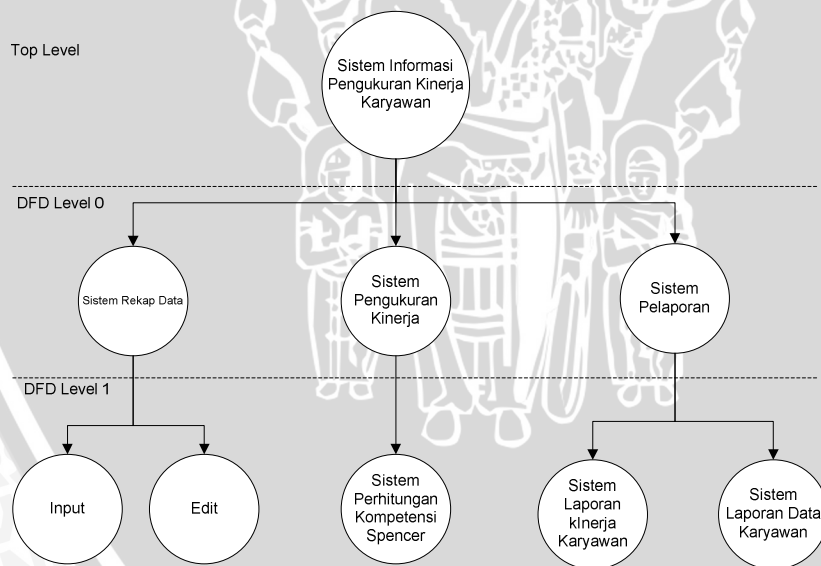 Top Level
Sistem Informasi
Pengukuran Kinerja
Karyawan
DFD Level 0
Sistem Rekap Data
Sistem
Pengukuran
Kinerja
Sistem
Pelaporan
DFD Level 1
Input
Edit
Sistem
Perhitungan
Kompetensi
Spencer
Sistem
Laporan
kInerja
Karyawan
Sistem
Laporan Data
Karyawan